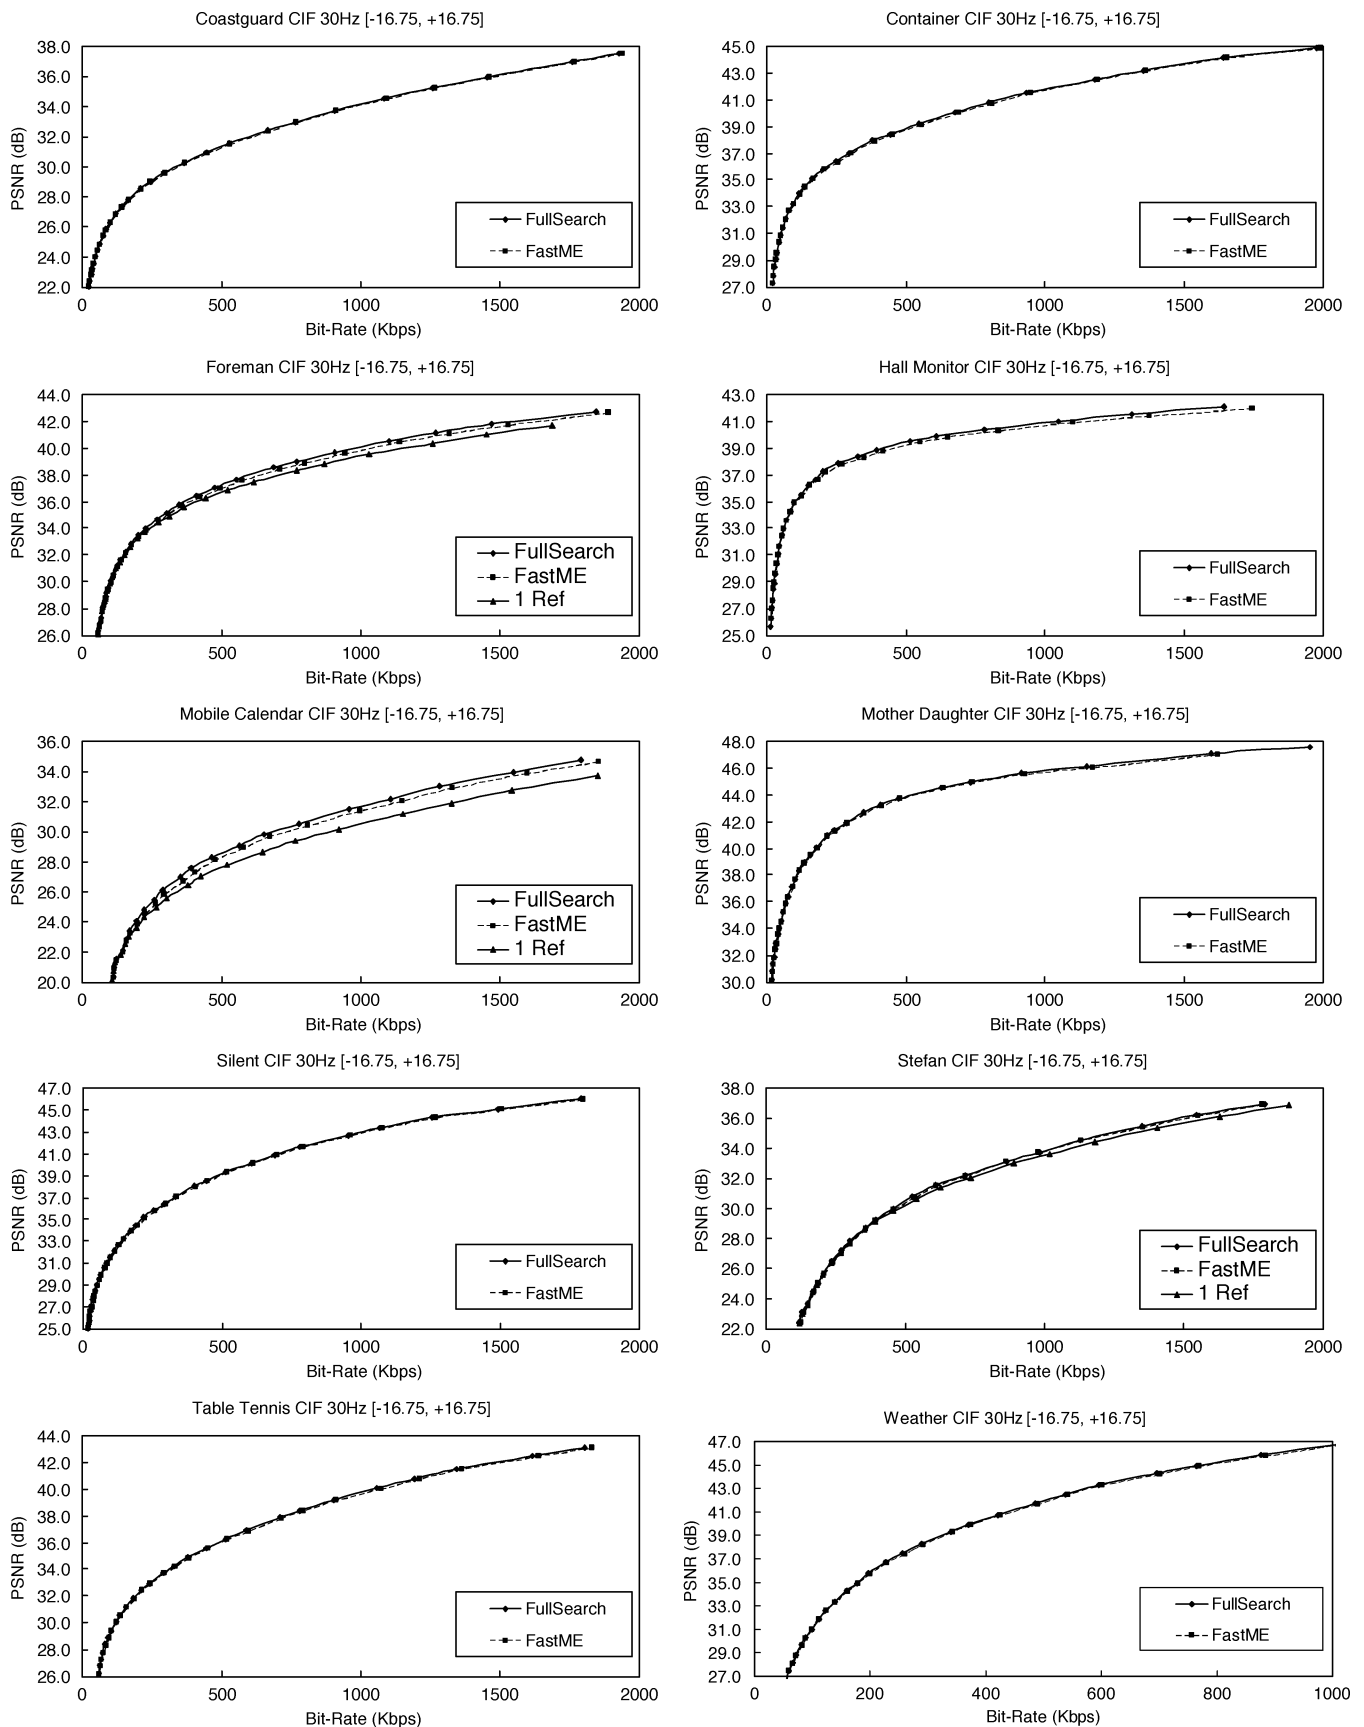 Coastguard CIF 30Hz [-16.75, +16.75]
38.0
36.0
34.0
32.0
30.0
28.0
26.0
24.0
22.0
PSNR (dB)
FullSearch
FastME
0 500 1000 1500 2000
Bit-Rate (Kbps)
Container CIF 30Hz [-16.75, +16.75]
45.0
43.0
41.0
39.0
37.0
35.0
33.0
31.0
29.0
27.0
PSNR (dB)
FullSearch
FastME
0 500 1000 1500 2000
Bit-Rate (Kbps)
Foreman CIF 30Hz [-16.75, +16.75]
44.0
42.0
40.0
38.0
36.0
34.0
32.0
30.0
28.0
26.0
PSNR (dB)
FullSearch
FastME
1 Ref
0 500 1000 1500 2000
Bit-Rate (Kbps)
Hall Monitor CIF 30Hz [-16.75, +16.75]
43.0
41.0
39.0
37.0
35.0
33.0
31.0
29.0
27.0
25.0
PSNR (dB)
FullSearch
FastME
0 500 1000 1500 2000
Bit-Rate (Kbps)
Mobile Calendar CIF 30Hz [-16.75, +16.75]
36.0
34.0
32.0
30.0
28.0
26.0
24.0
22.0
20.0
PSNR (dB)
FullSearch
FastME
1 Ref
0 500 1000 1500 2000
Bit-Rate (Kbps)
Mother Daughter CIF 30Hz [-16.75, +16.75]
48.0
46.0
44.0
42.0
40.0
38.0
36.0
34.0
32.0
30.0
PSNR (dB)
FullSearch
FastME
0 500 1000 1500 2000
Bit-Rate (Kbps)
Silent CIF 30Hz [-16.75, +16.75]
47.0
45.0
43.0
41.0
39.0
37.0
35.0
33.0
31.0
29.0
27.0
25.0
PSNR (dB)
FullSearch
FastME
0 500 1000 1500 2000
Bit-Rate (Kbps)
Stefan CIF 30Hz [-16.75, +16.75]
38.0
36.0
34.0
32.0
30.0
28.0
26.0
24.0
22.0
PSNR (dB)
FullSearch
FastME
1 Ref
0 500 1000 1500 2000
Bit-Rate (Kbps)
Table Tennis CIF 30Hz [-16.75, +16.75]
44.0
42.0
40.0
38.0
36.0
34.0
32.0
30.0
28.0
26.0
PSNR (dB)
FullSearch
FastME
0 500 1000 1500 2000
Bit-Rate (Kbps)
Weather CIF 30Hz [-16.75, +16.75]
47.0
45.0
43.0
41.0
39.0
37.0
35.0
33.0
31.0
29.0
27.0
PSNR (dB)
FullSearch
FastME
0 200 400 600 800 1000
Bit-Rate (Kbps)